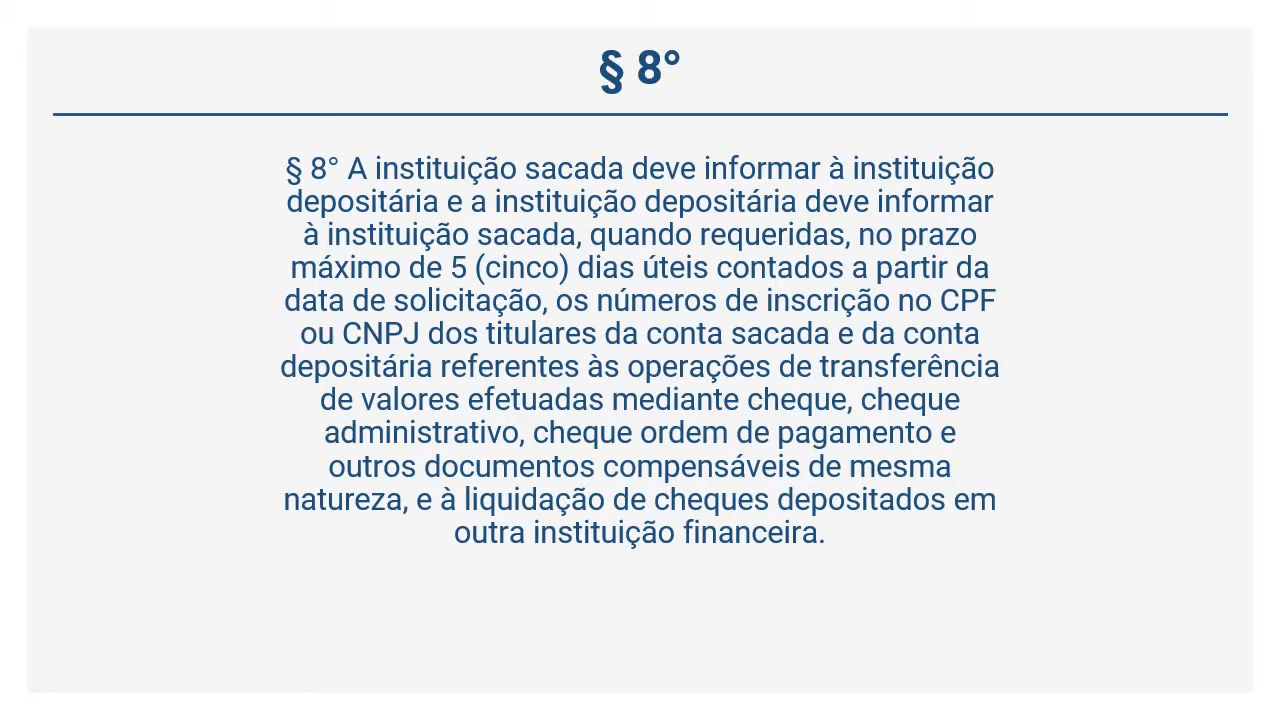 § 8°
§ 8° A instituição sacada deve informar à instituição
depositária e a instituição depositária deve informar
à instituição sacada, quando requeridas, no prazo
máximo de 5 (cinco) dias úteis contados a partir da
data de solicitação, os números de inscrição no CPF
ou CNPJ dos titulares da conta sacada e da conta
depositária referentes às operações de transferência
de valores efetuadas mediante cheque, cheque
administrativo, cheque ordem de pagamento e
outros documentos compensáveis de mesma
natureza, e à liquidação de cheques depositados em
outra instituição financeira.